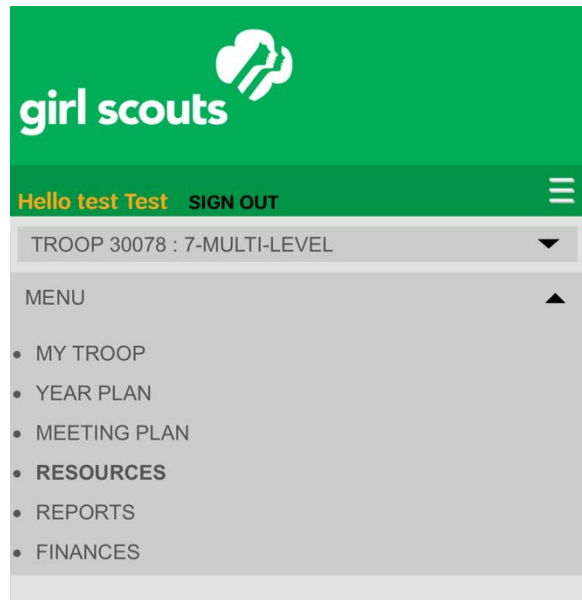 girl scouts
Hello test Test SIGN OUT
TROOP 30078 : 7-MULTI-LEVEL
MENU
MY TROOP
YEAR PLAN
MEETING PLAN
RESOURCES
REPORTS
FINANCES